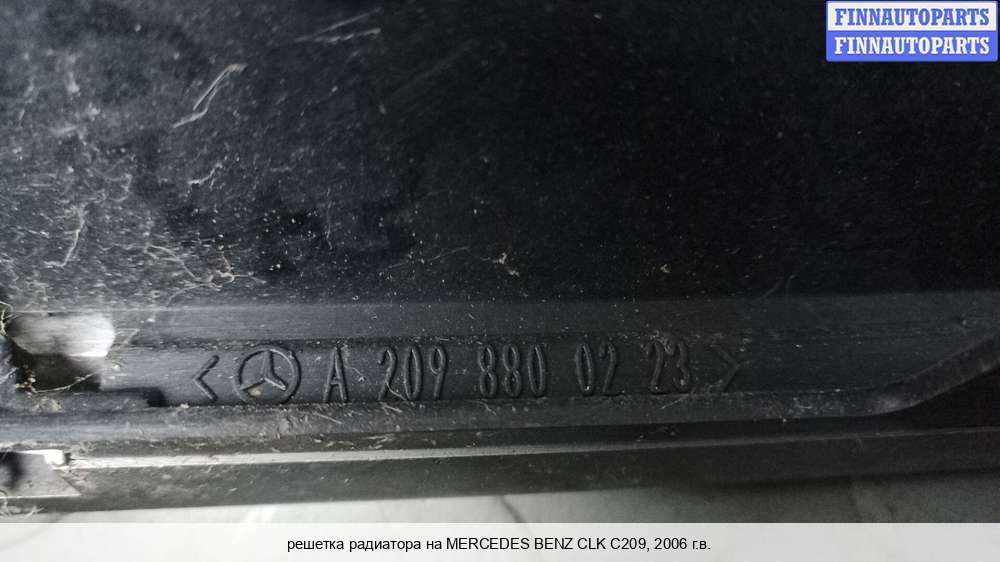 FINNAUTOPARTS
FINNAUTOPARTS
< A 209 880 02 23 >
решетка радиатора на MERCEDES BENZ CLK C209, 2006 г.в.